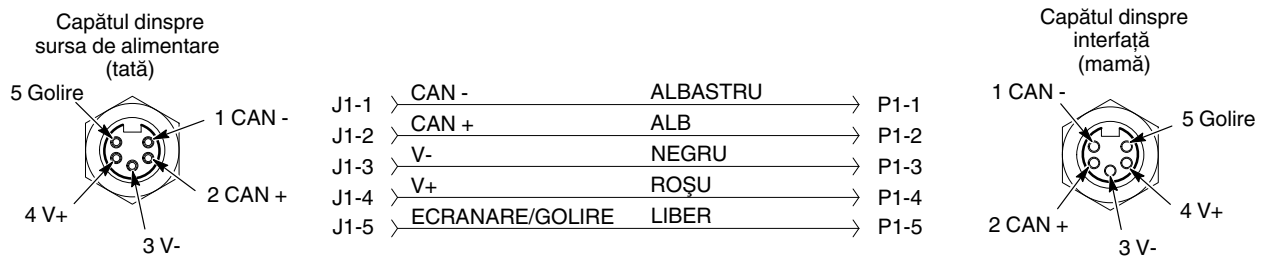 Capătul dinspre
sursa de alimentare
(tată)
5 Golire
1 CAN -
2 CAN +
4 V+
3 V-
J1-1 CAN - ALBASTRU P1-1
J1-2 CAN + ALB P1-2
J1-3 V- NEGRU P1-3
J1-4 V+ ROŞU P1-4
J1-5 ECRANARE/GOLIRE LIBER P1-5
Capătul dinspre
interfață
(mamă)
1 CAN -
5 Golire
2 CAN +
4 V+
3 V-